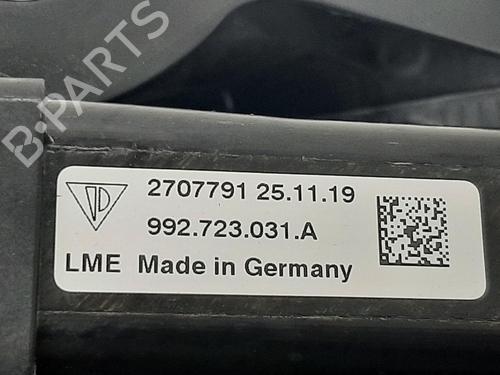 B-PARTS
2707791 25.11.19
992.723.031.A
LME Made in Germany